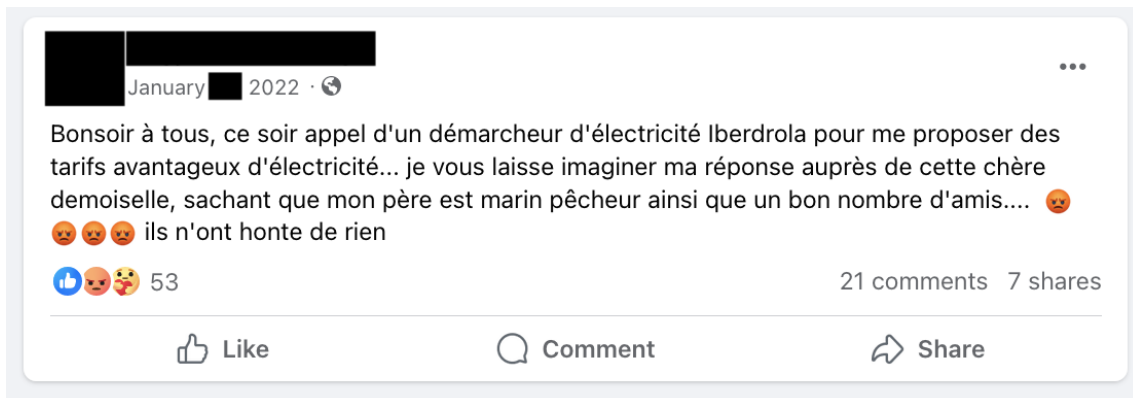 January 2022 ·
Bonsoir à tous, ce soir appel d'un démarcheur d'électricité Iberdrola pour me proposer des
tarifs avantageux d'électricité... je vous laisse imaginer ma réponse auprès de cette chère
demoiselle, sachant que mon père est marin pêcheur ainsi que un bon nombre d'amis.... 😡
😡😡😡 ils n'ont honte de rien
53
21 comments 7 shares
Like Comment Share